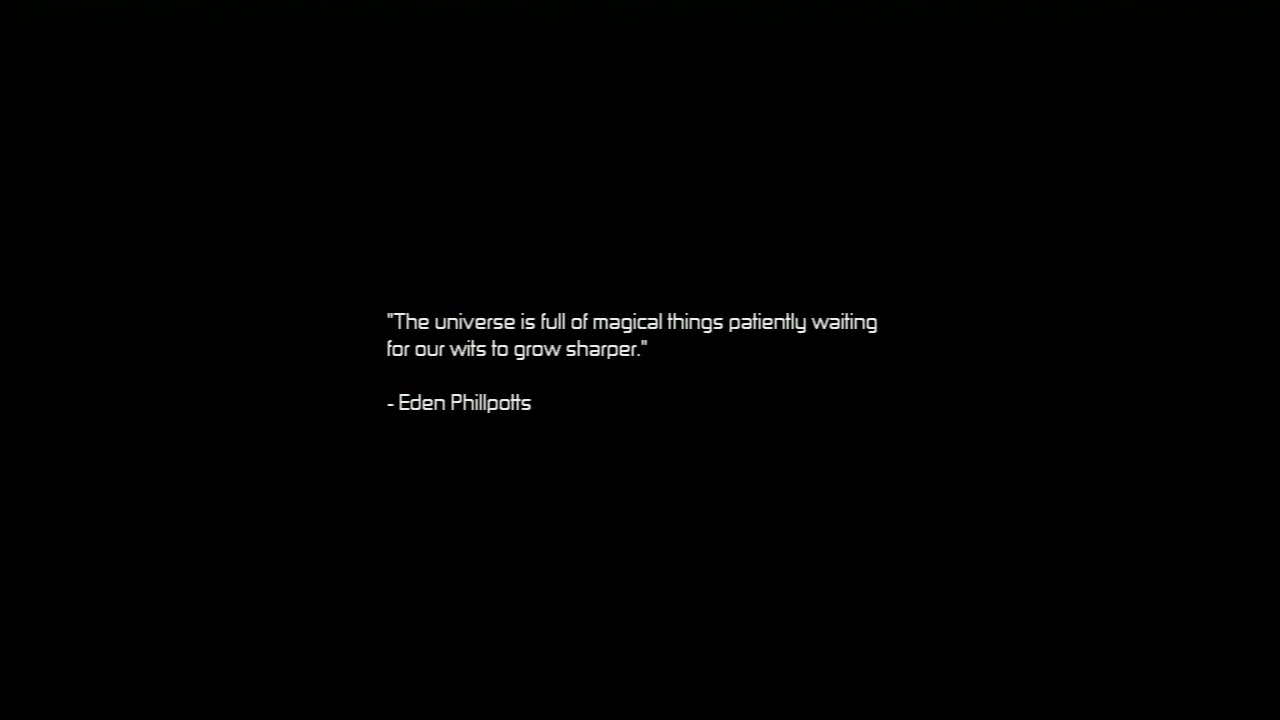 "The universe is full of magical things patiently waiting
for our wits to grow sharper."
- Eden Phillpotts